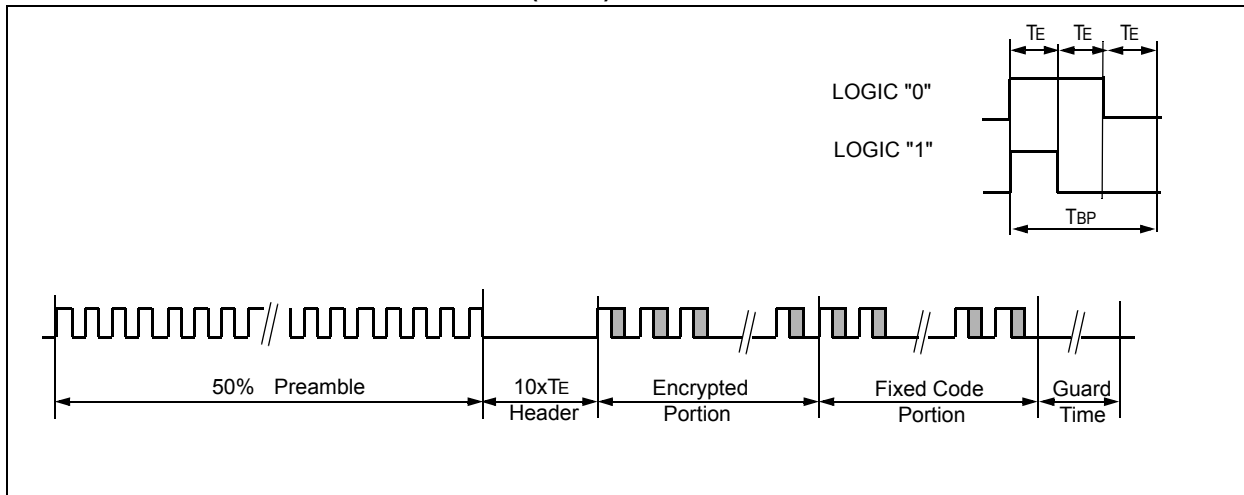 TE TE TE
LOGIC "0"
LOGIC "1"
TBP
50% Preamble
10xTE
Header
Encrypted
Portion
Fixed Code
Portion
Guard
Time